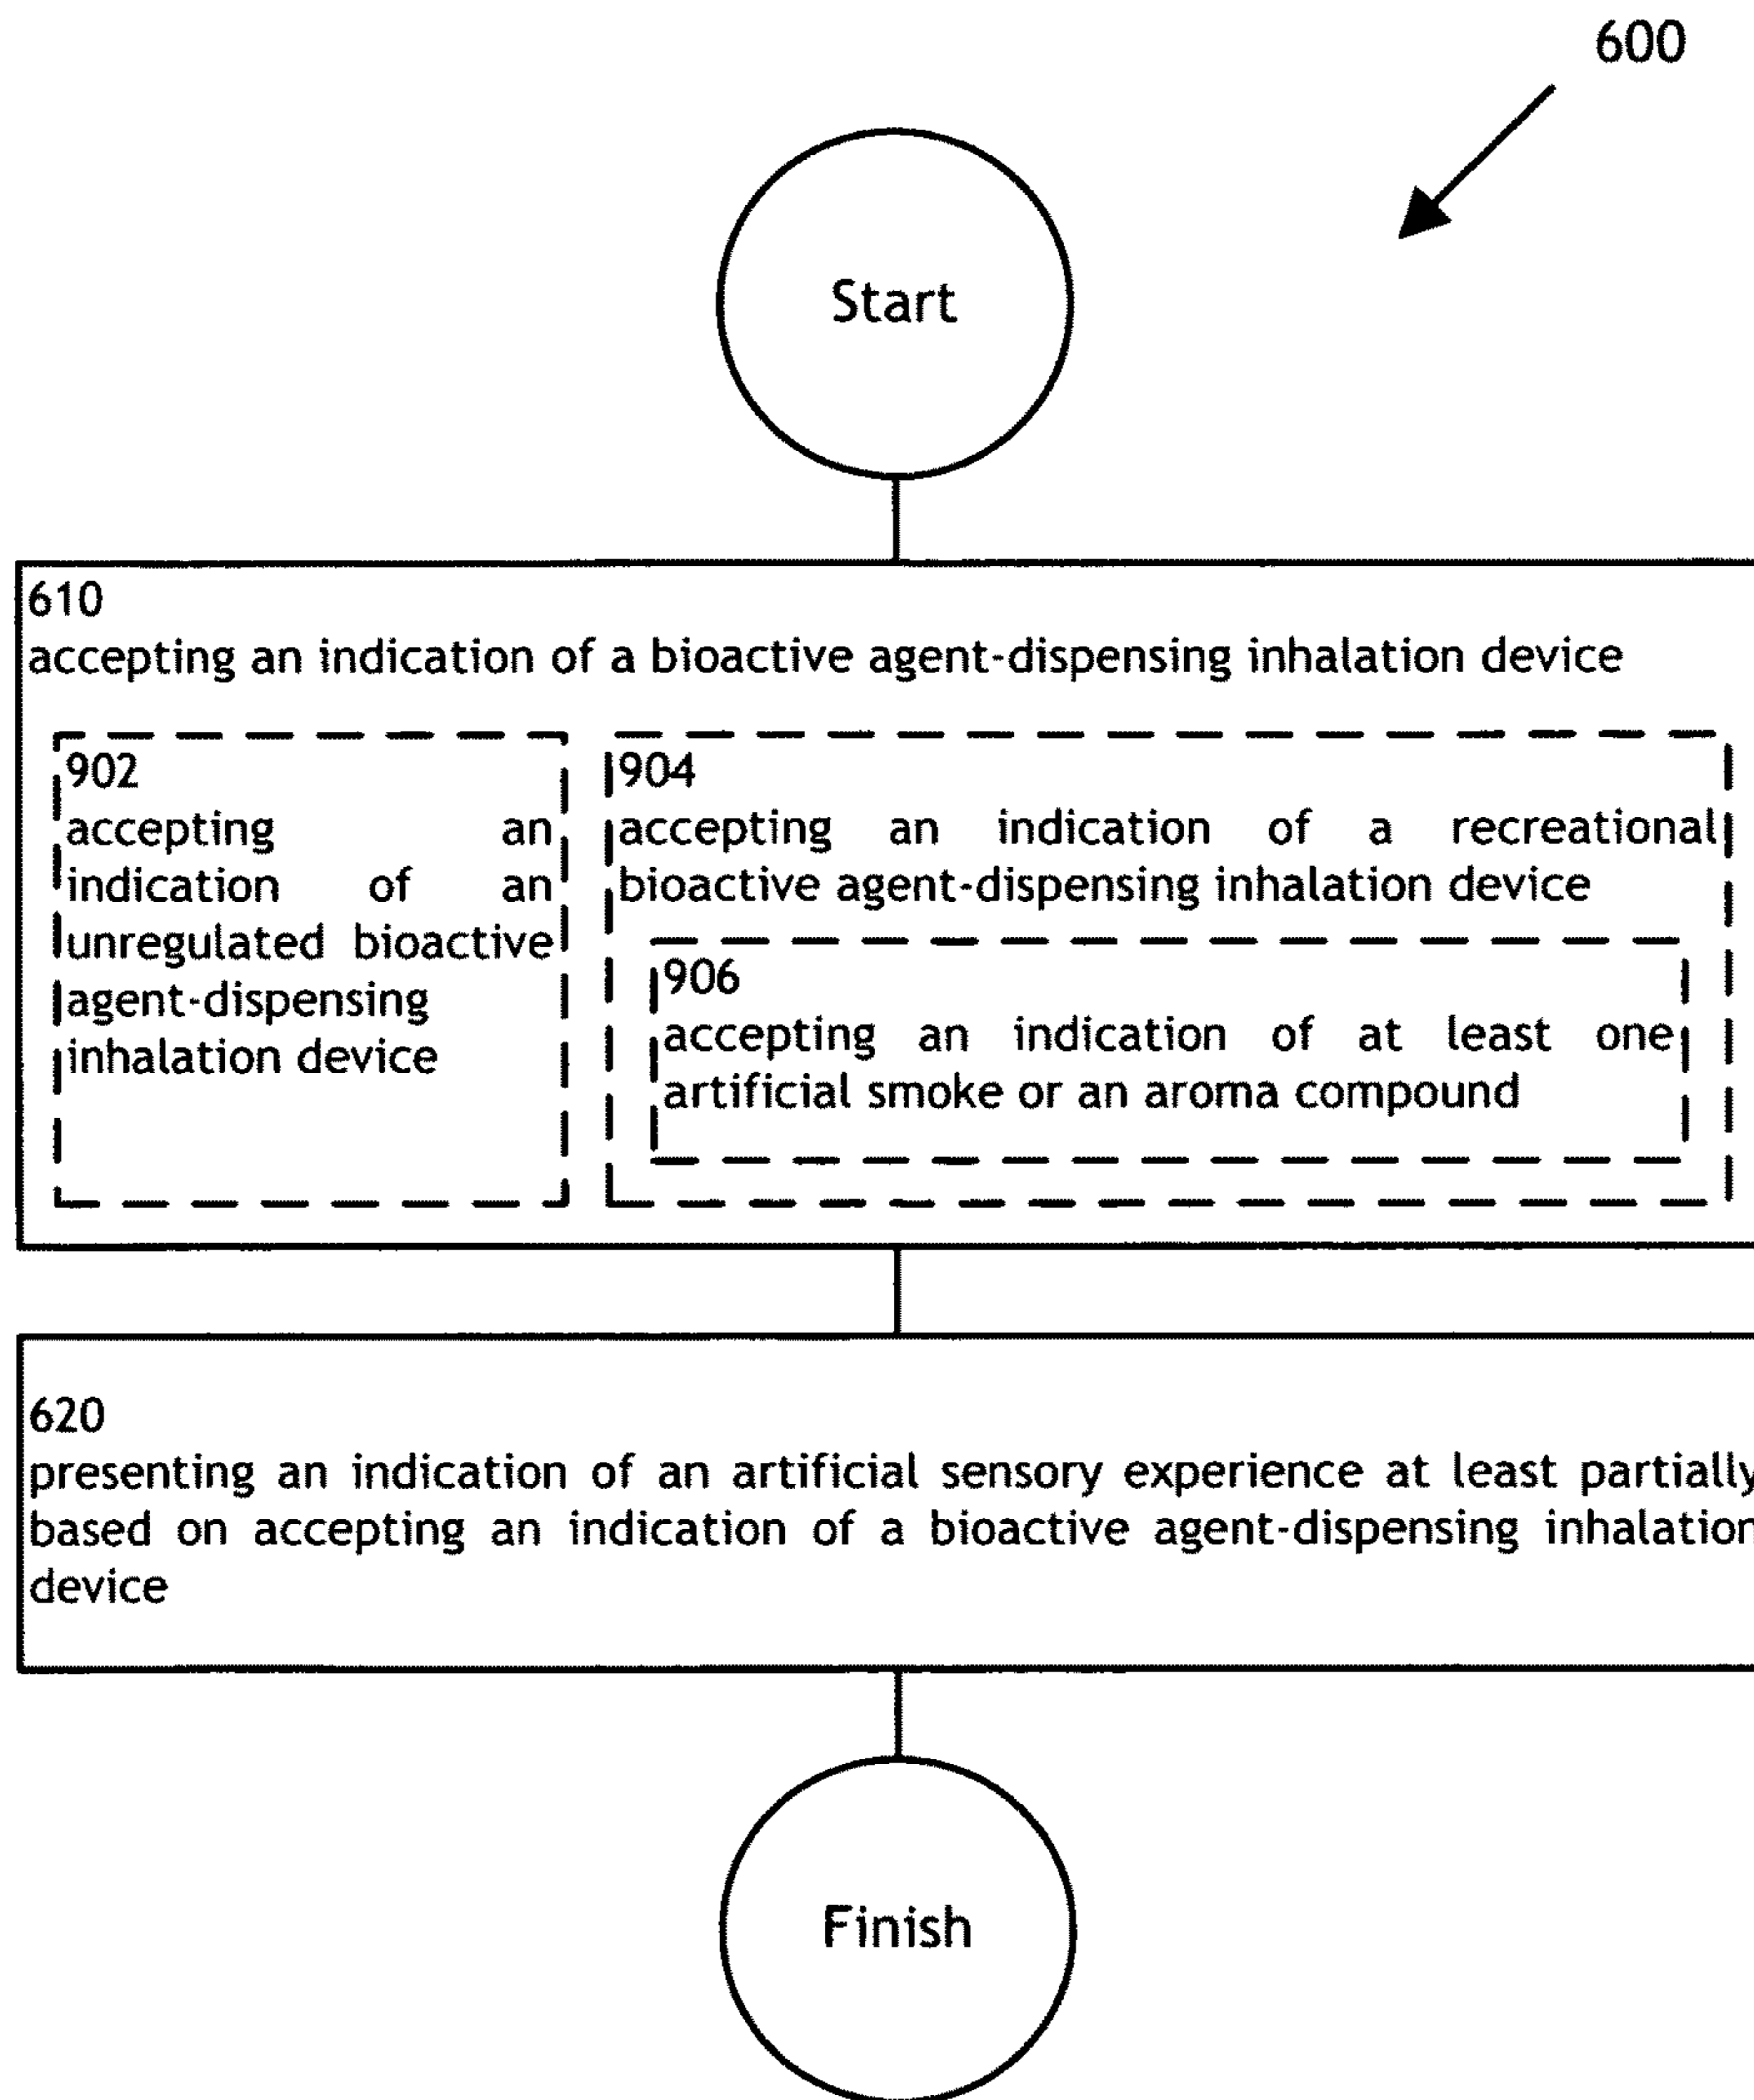 600
Start
610
accepting an indication of a bioactive agent-dispensing inhalation device
902
accepting an
indication of an
unregulated bioactive
agent-dispensing
inhalation device
904
accepting an indication of a recreational
bioactive agent-dispensing inhalation device
906
accepting an indication of at least one
artificial smoke or an aroma compound
620
presenting an indication of an artificial sensory experience at least partially
based on accepting an indication of a bioactive agent-dispensing inhalation
device
Finish